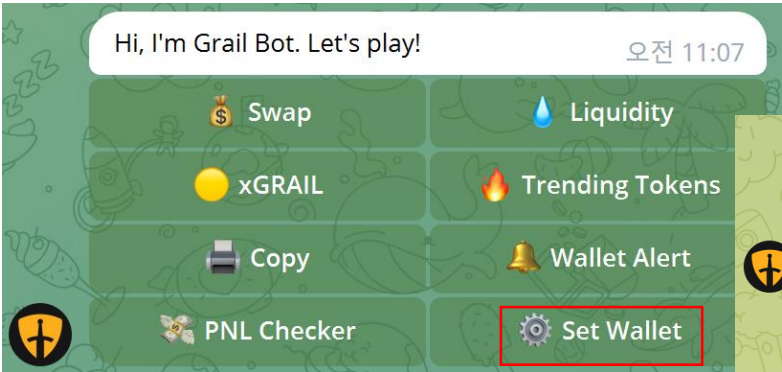 Hi, I'm Grail Bot. Let's play!
오전 11:07
Swap
Liquidity
xGRAIL
Trending Tokens
Copy
Wallet Alert
PNL Checker
Set Wallet